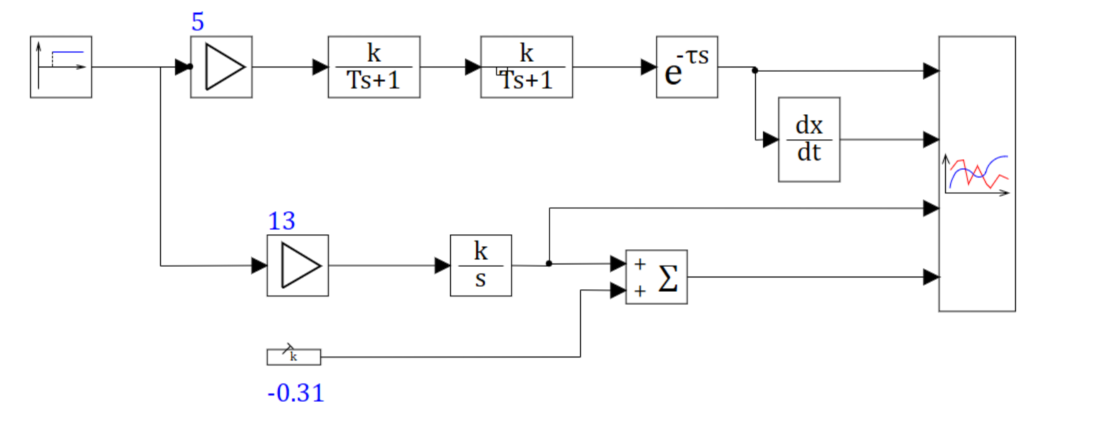 5
k
Ts+1
k
Ts+1
e^-τs
dx
dt
13
k
s
+
+ Σ
k
-0.31